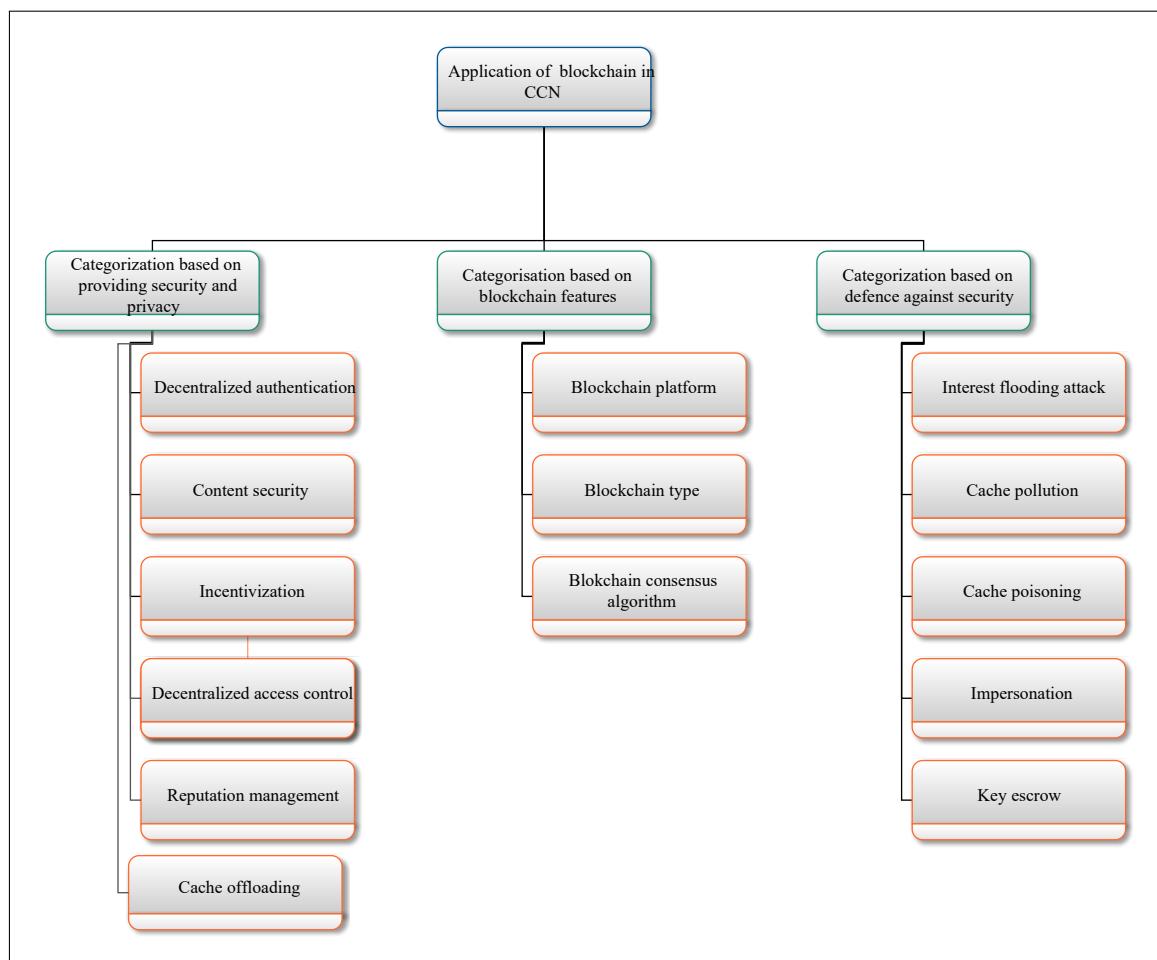 Application of blockchain in
CCN
Categorization based on
providing security and
privacy
Decentralized authentication
Content security
Incentivization
Decentralized access control
Reputation management
Cache offloading
Categorisation based on
blockchain features
Blockchain platform
Blockchain type
Blokchain consensus
algorithm
Categorization based on
defence against security
Interest flooding attack
Cache pollution
Cache poisoning
Impersonation
Key escrow